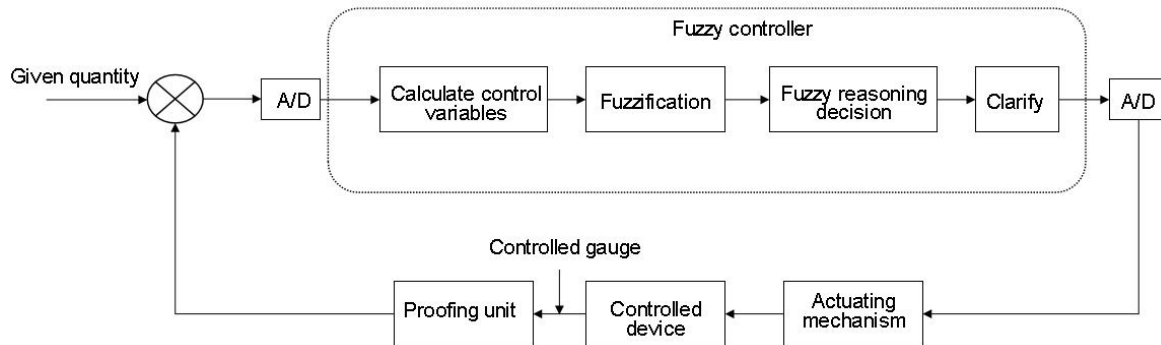 Fuzzy controller
Given quantity
A/D
Calculate control
variables
Fuzzification
Fuzzy reasoning
decision
Clarify
A/D
Controlled gauge
Proofing unit
Controlled
device
Actuating
mechanism